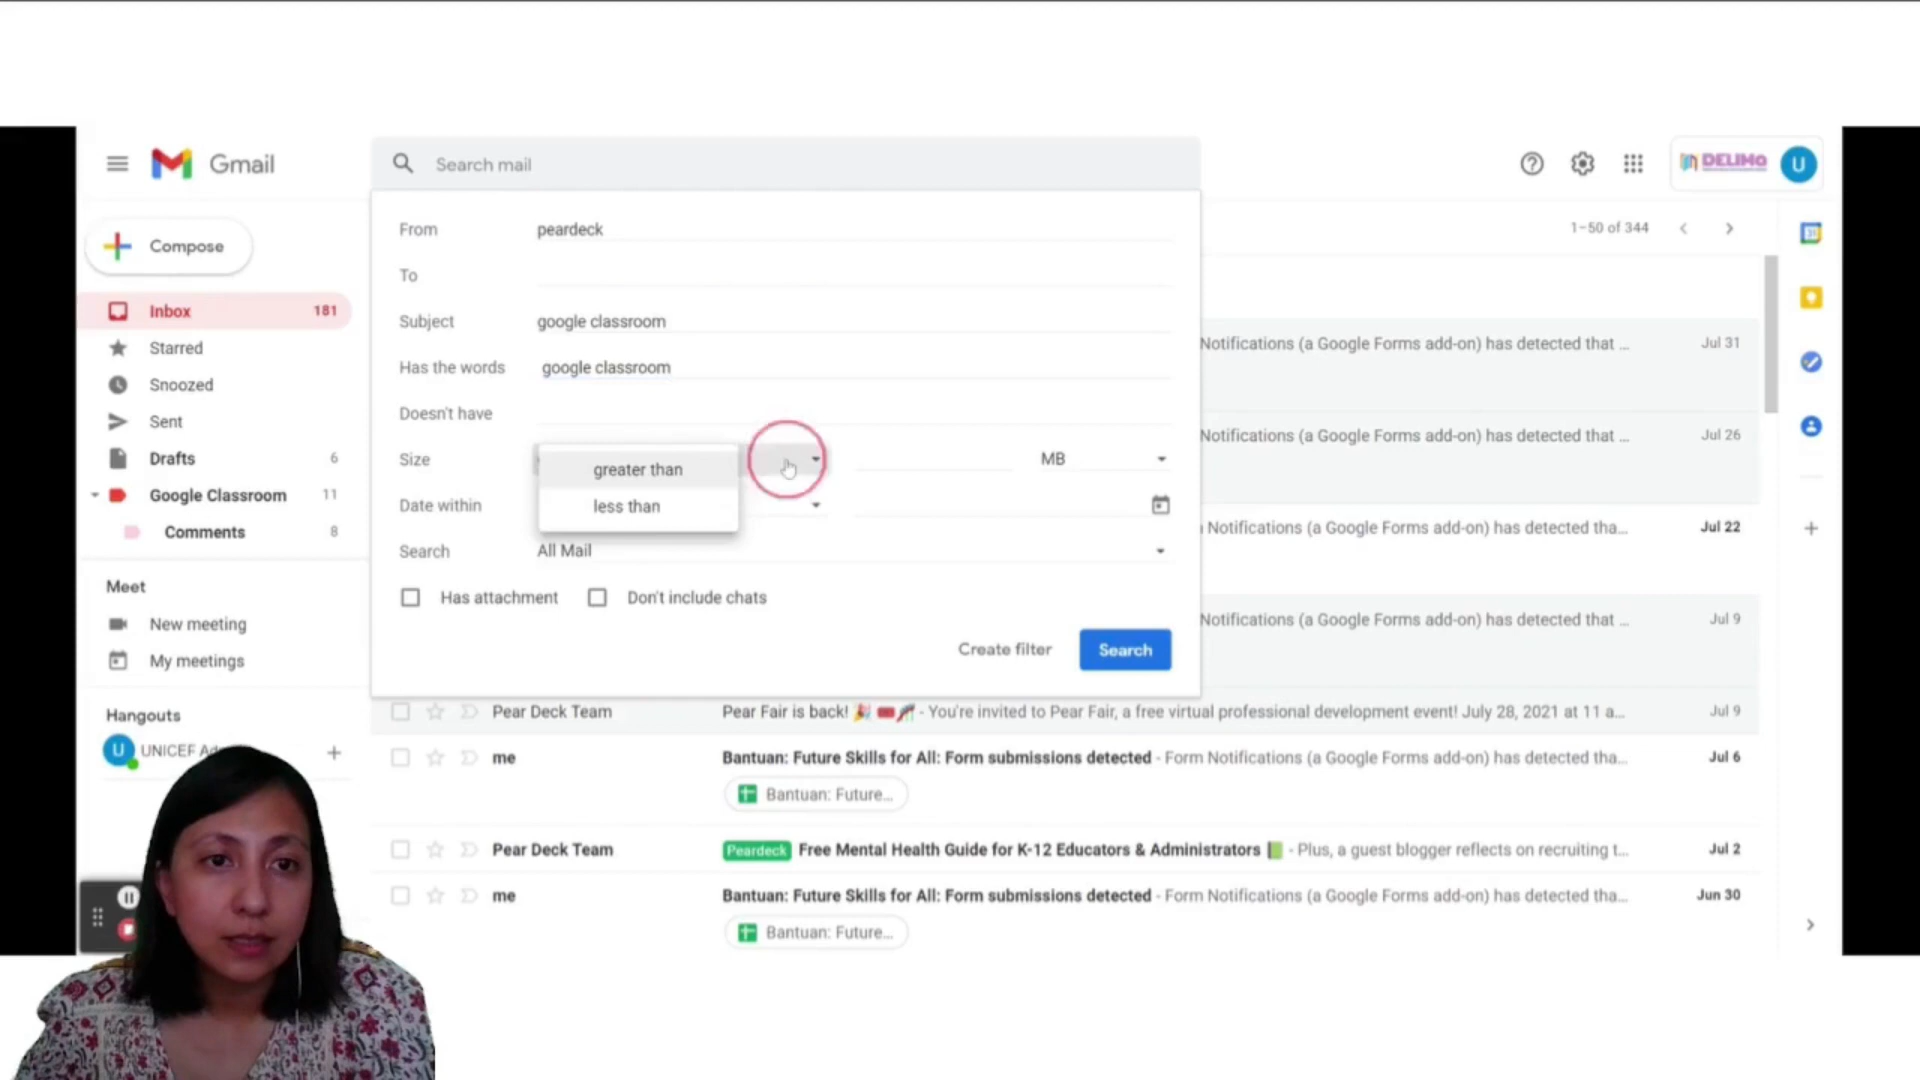 Gmail
Search mail
DELIMa
U
Compose
1–50 of 344
From peardeck
To
Subject google classroom
Has the words google classroom
Doesn't have
Size greater than MB
less than
Date within
Search All Mail
Has attachment Don't include chats
Create filter Search
Inbox 181
Starred
Snoozed
Sent
Drafts 6
Google Classroom 11
Comments 8
Meet
New meeting
My meetings
Hangouts
U UNICEF
Notifications (a Google Forms add-on) has detected that ... Jul 31
Notifications (a Google Forms add-on) has detected that ... Jul 26
Notifications (a Google Forms add-on) has detected tha... Jul 22
Notifications (a Google Forms add-on) has detected that ... Jul 9
Pear Deck Team Pear Fair is back! 🎉 🎟️🎢 - You're invited to Pear Fair, a free virtual professional development event! July 28, 2021 at 11 a... Jul 9
me Bantuan: Future Skills for All: Form submissions detected - Form Notifications (a Google Forms add-on) has detected tha... Jul 6
Bantuan: Future...
Pear Deck Team Peardeck Free Mental Health Guide for K-12 Educators & Administrators 📗 - Plus, a guest blogger reflects on recruiting t... Jul 2
me Bantuan: Future Skills for All: Form submissions detected - Form Notifications (a Google Forms add-on) has detected tha... Jun 30
Bantuan: Future...